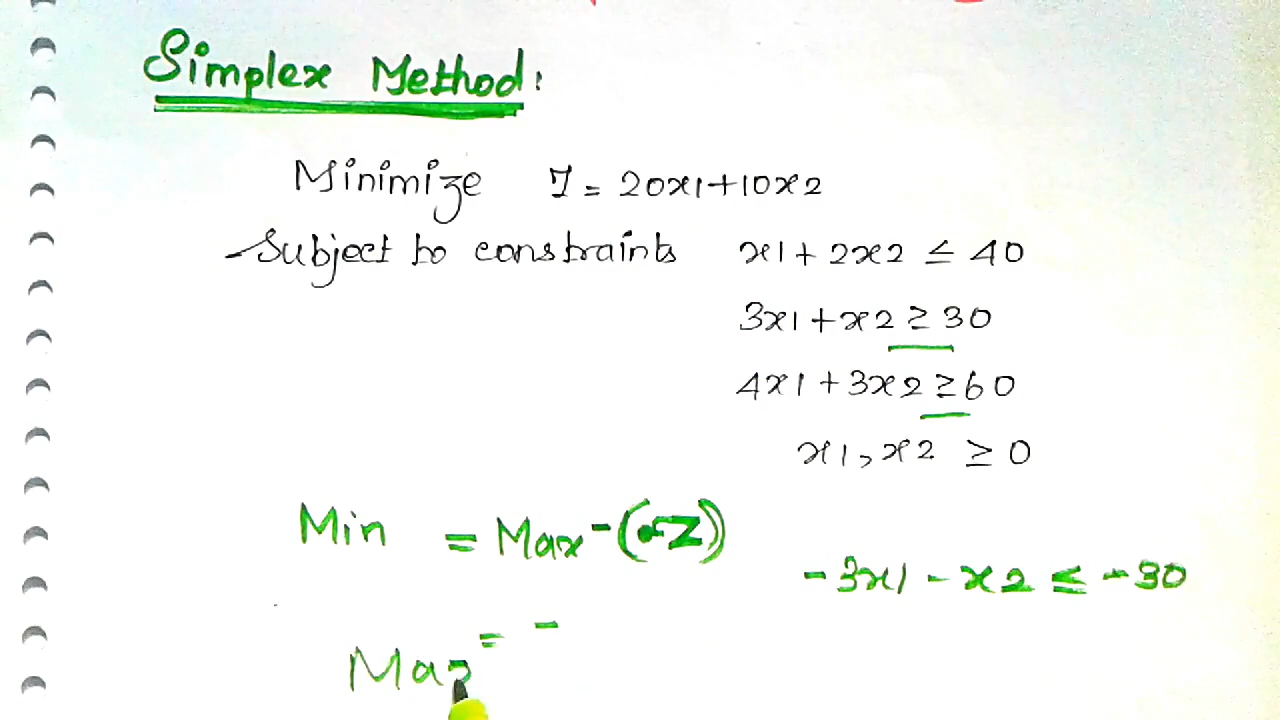 Simplex Method:
Minimize Z = 20x1+10x2
Subject to constraints x1 + 2x2 ≤ 40
3x1 + x2 ≥ 30
4x1 + 3x2 ≥ 60
x1, x2 ≥ 0
Min = Max -(-Z)
-3x1 - x2 ≤ -30
= -
Max